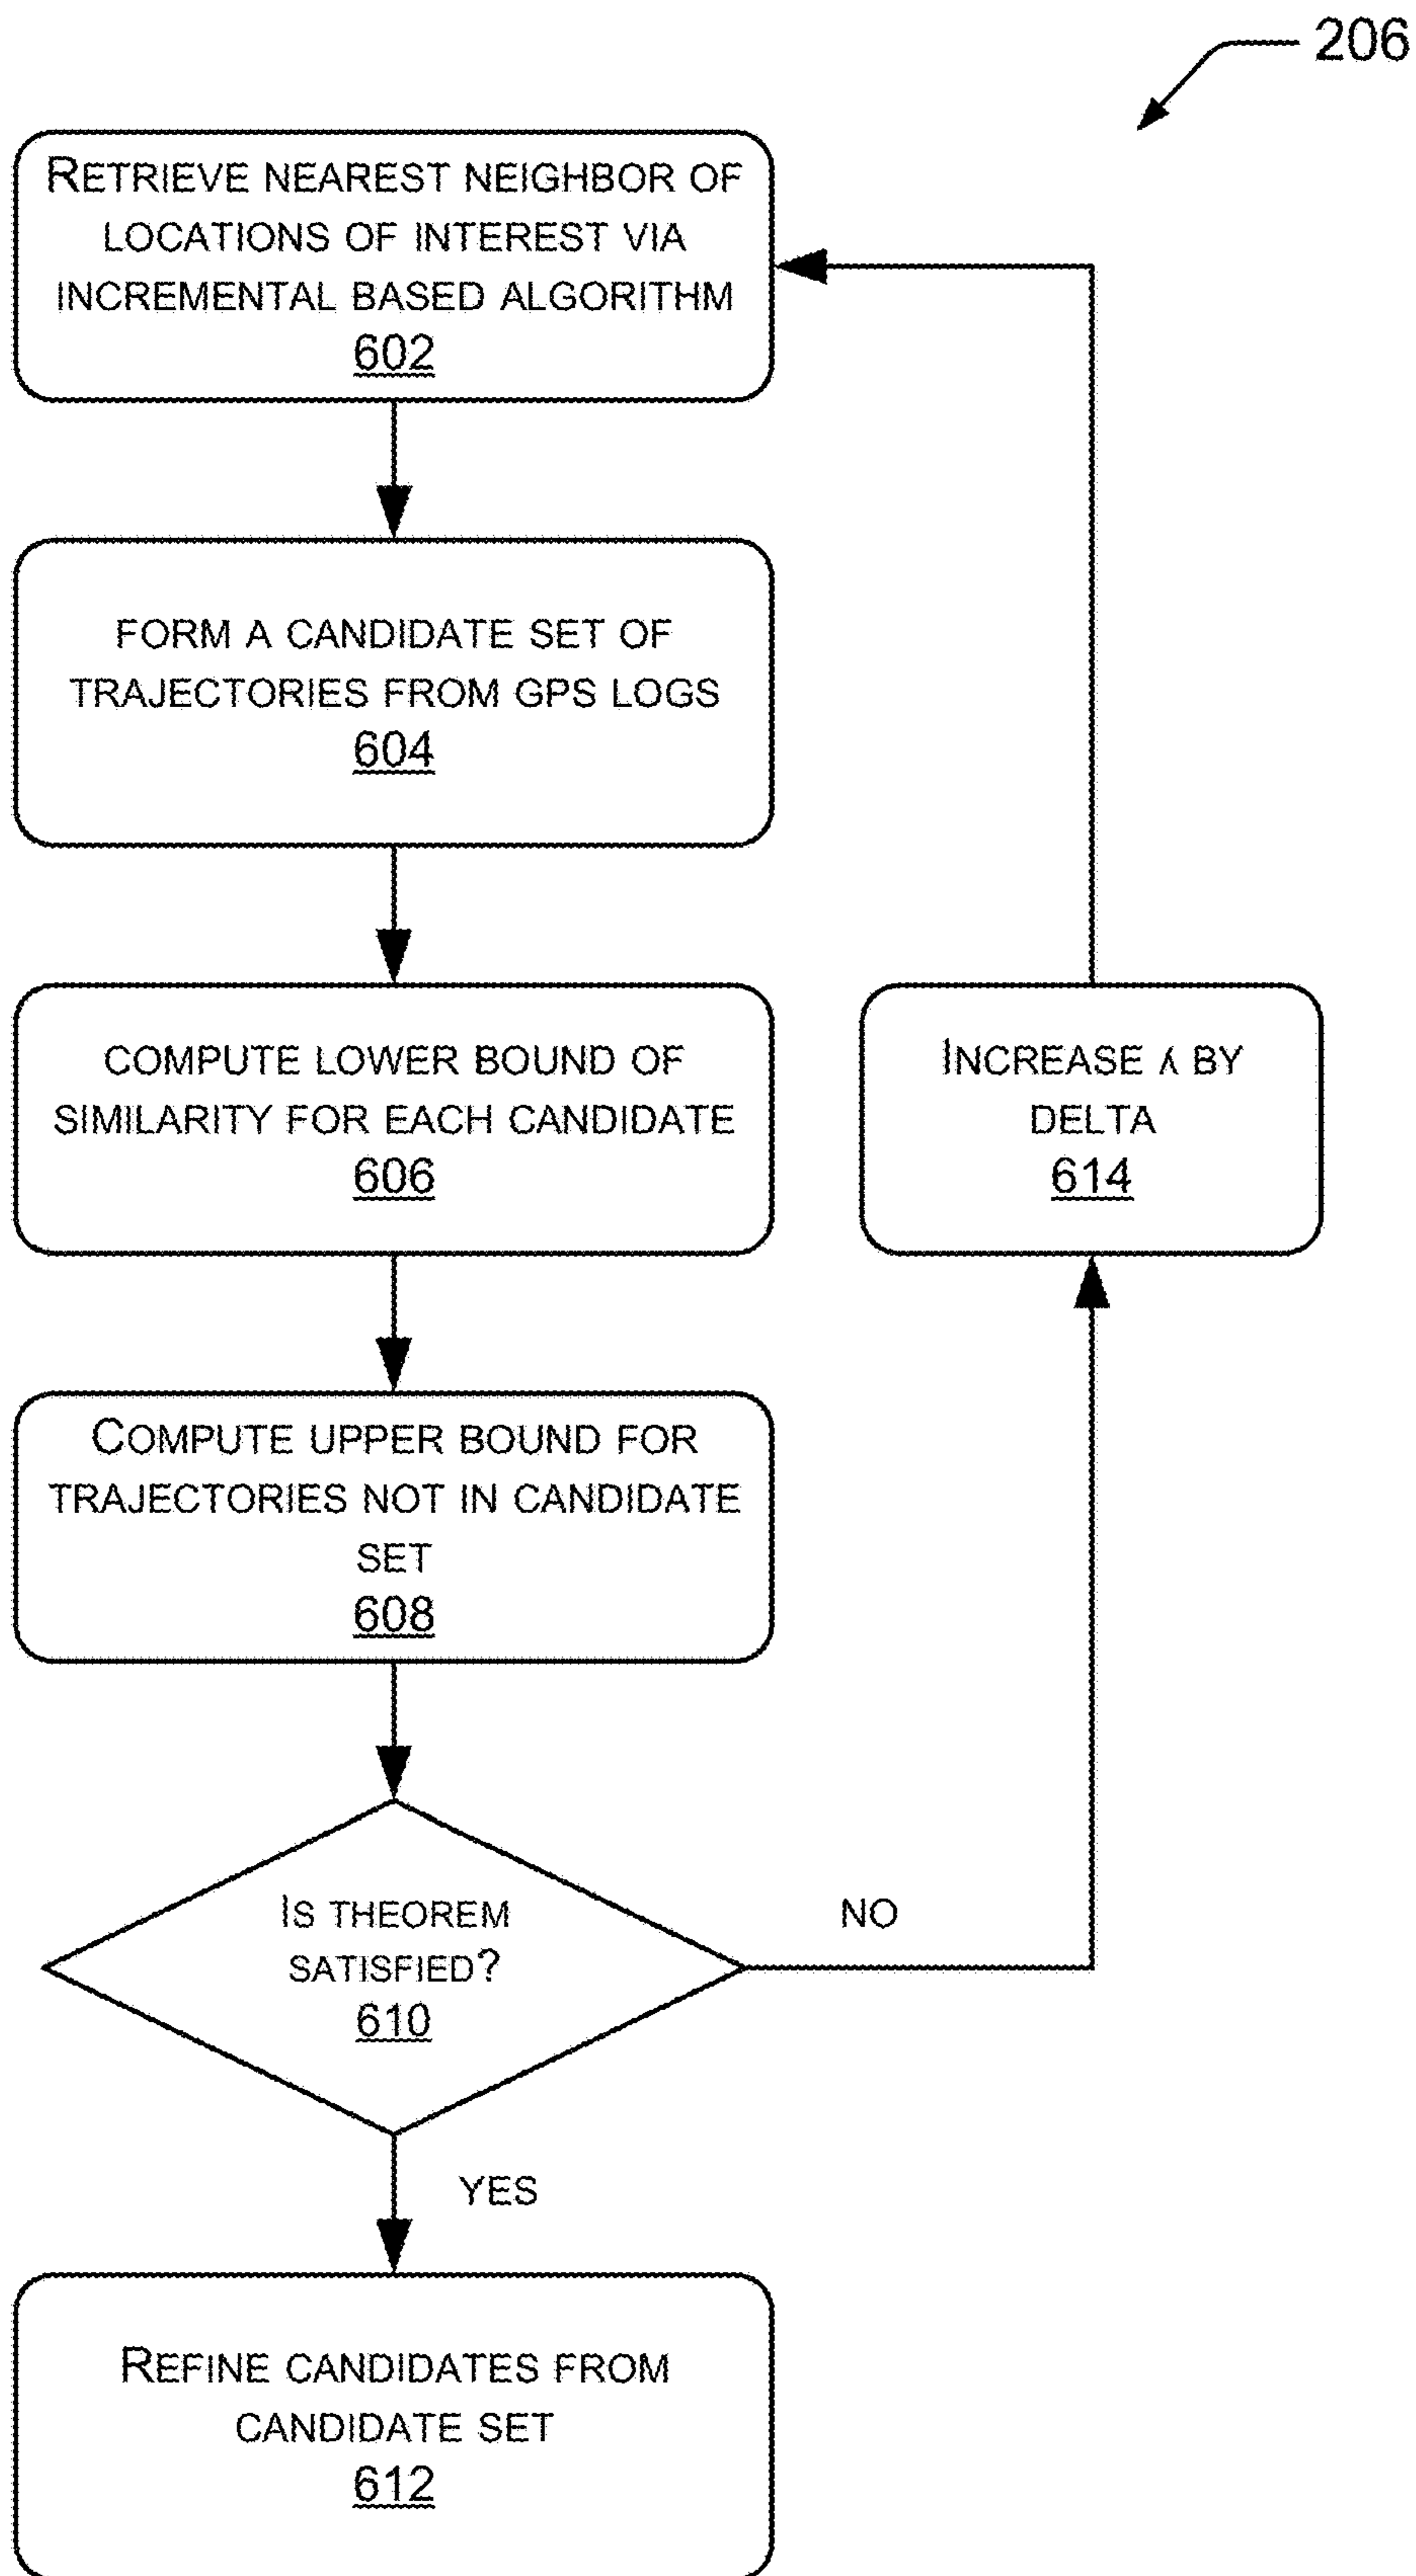 206
RETRIEVE NEAREST NEIGHBOR OF
LOCATIONS OF INTEREST VIA
INCREMENTAL BASED ALGORITHM
602
FORM A CANDIDATE SET OF
TRAJECTORIES FROM GPS LOGS
604
COMPUTE LOWER BOUND OF
SIMILARITY FOR EACH CANDIDATE
606
INCREASE ʎ BY
DELTA
614
COMPUTE UPPER BOUND FOR
TRAJECTORIES NOT IN CANDIDATE
SET
608
IS THEOREM
SATISFIED?
610
NO
YES
REFINE CANDIDATES FROM
CANDIDATE SET
612